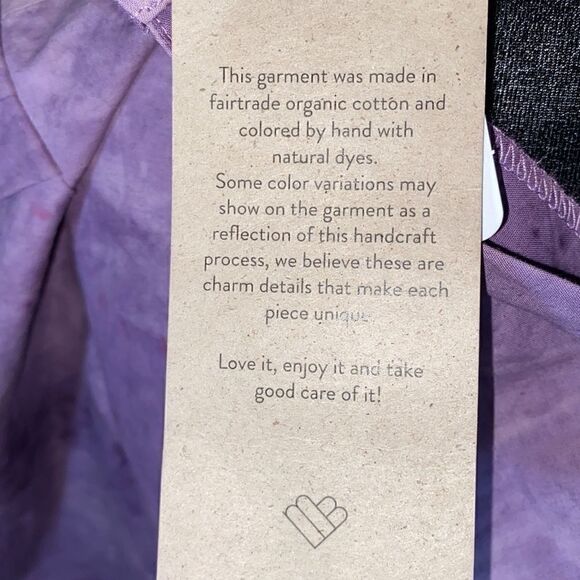 This garment was made in
fairtrade organic cotton and
colored by hand with
natural dyes.
Some color variations may
show on the garment as a
reflection of this handcraft
process, we believe these are
charm details that make each
piece unique.
Love it, enjoy it and take
good care of it!